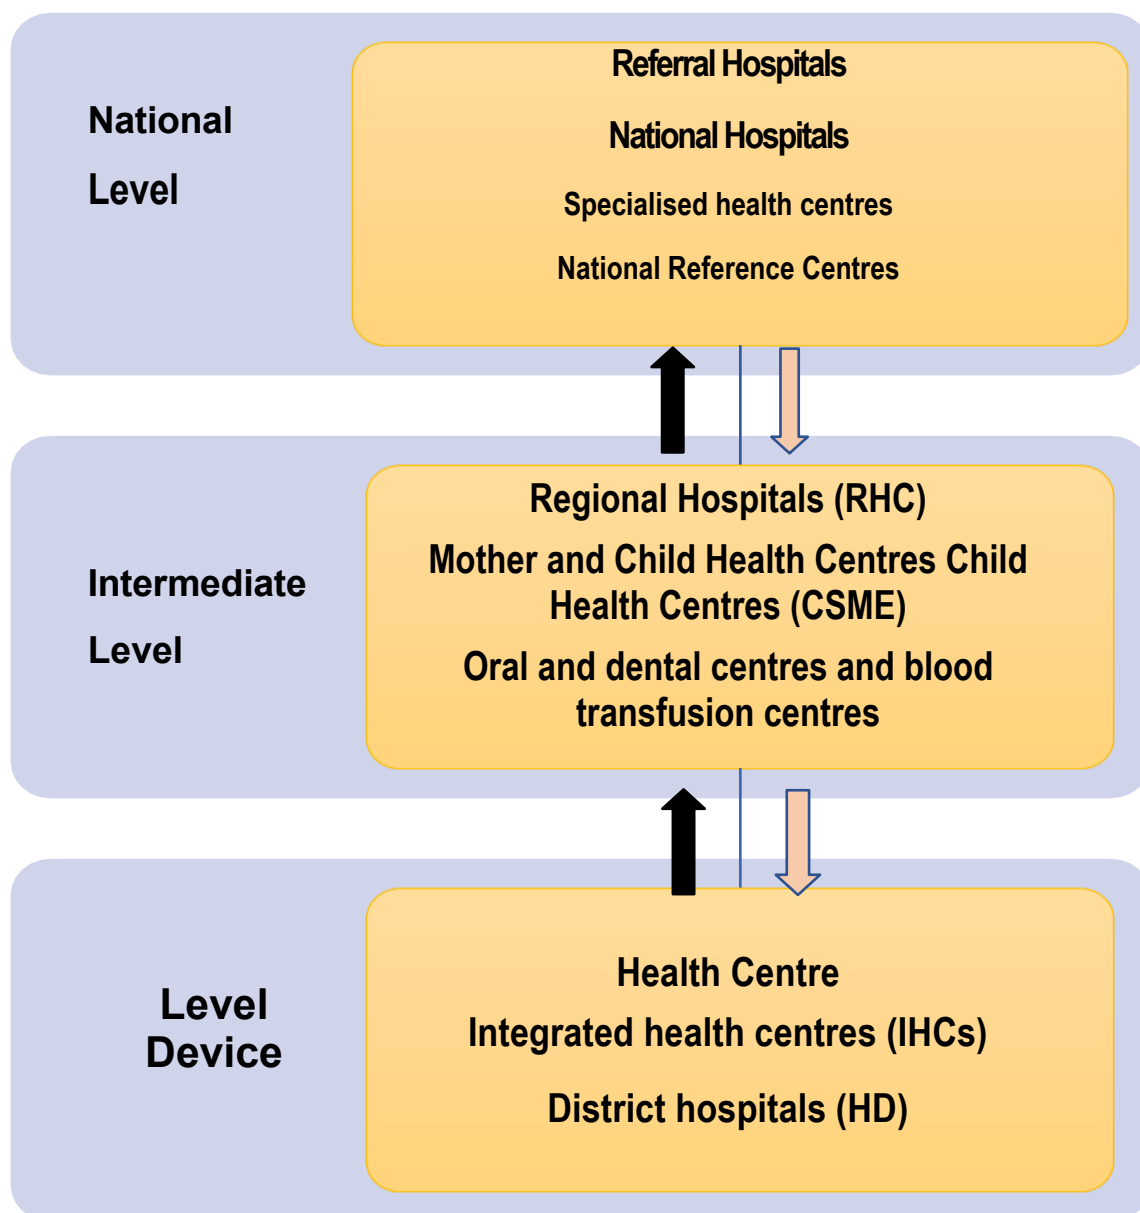 National
Level
Referral Hospitals
National Hospitals
Specialised health centres
National Reference Centres
Intermediate
Level
Regional Hospitals (RHC)
Mother and Child Health Centres Child
Health Centres (CSME)
Oral and dental centres and blood
transfusion centres
Level
Device
Health Centre
Integrated health centres (IHCs)
District hospitals (HD)